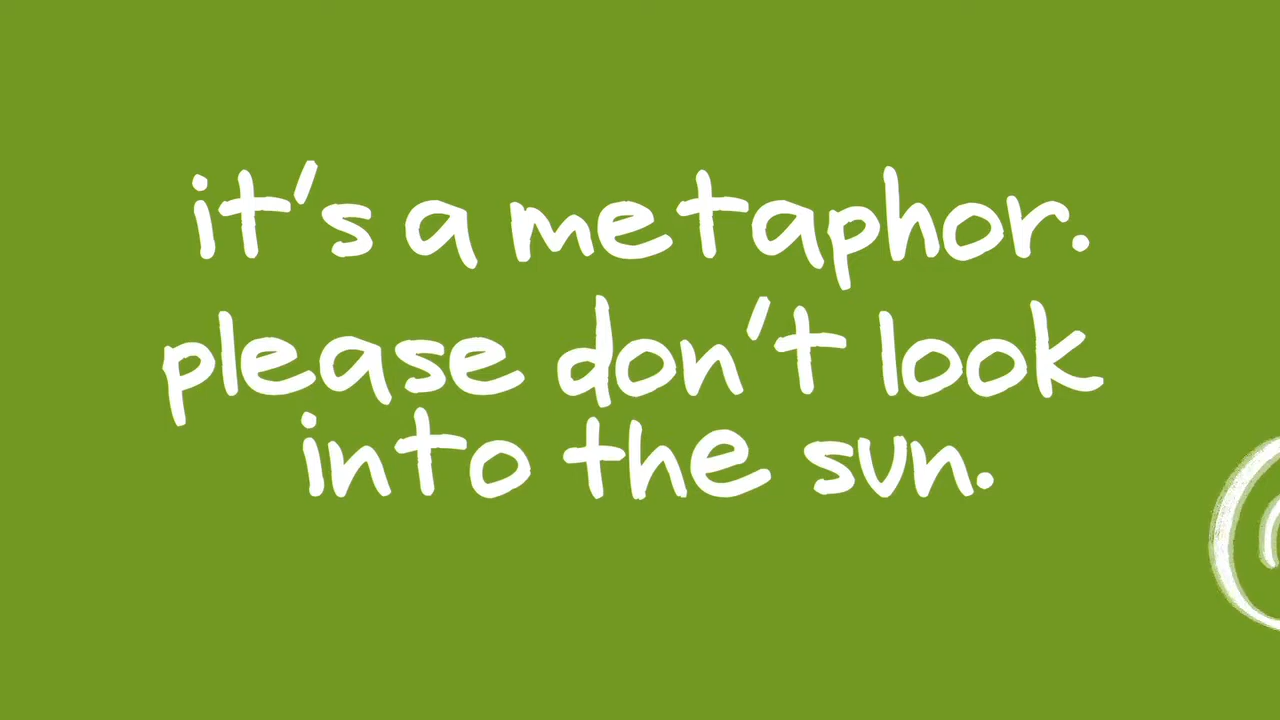 it's a metaphor.
please don't look
into the sun.